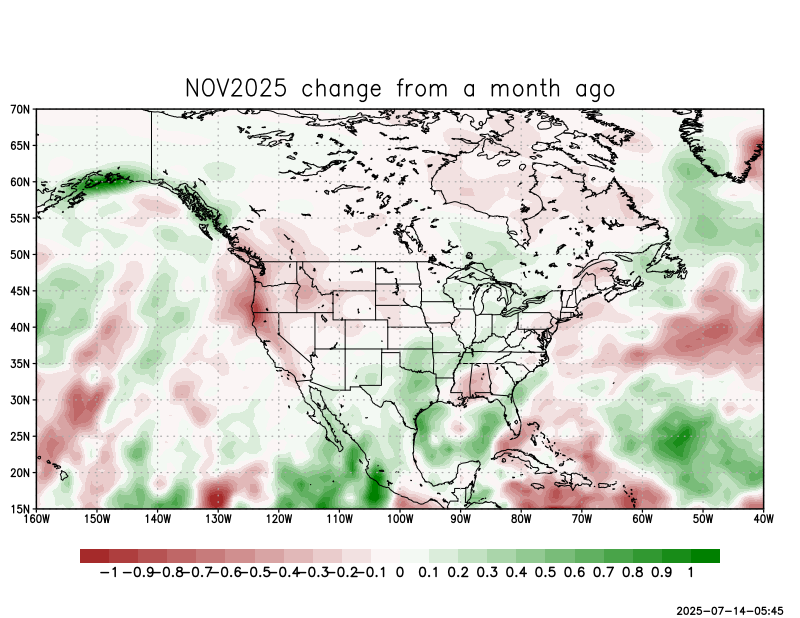 NOV2025 change from a month ago
70N
65N
60N
55N
50N
45N
40N
35N
30N
25N
20N
15N
160W 150W 140W 130W 120W 110W 100W 90W 80W 70W 60W 50W 40W
-1 -0.9 -0.8 -0.7 -0.6 -0.5 -0.4 -0.3 -0.2 -0.1 0 0.1 0.2 0.3 0.4 0.5 0.6 0.7 0.8 0.9 1
2025-07-14-05:45